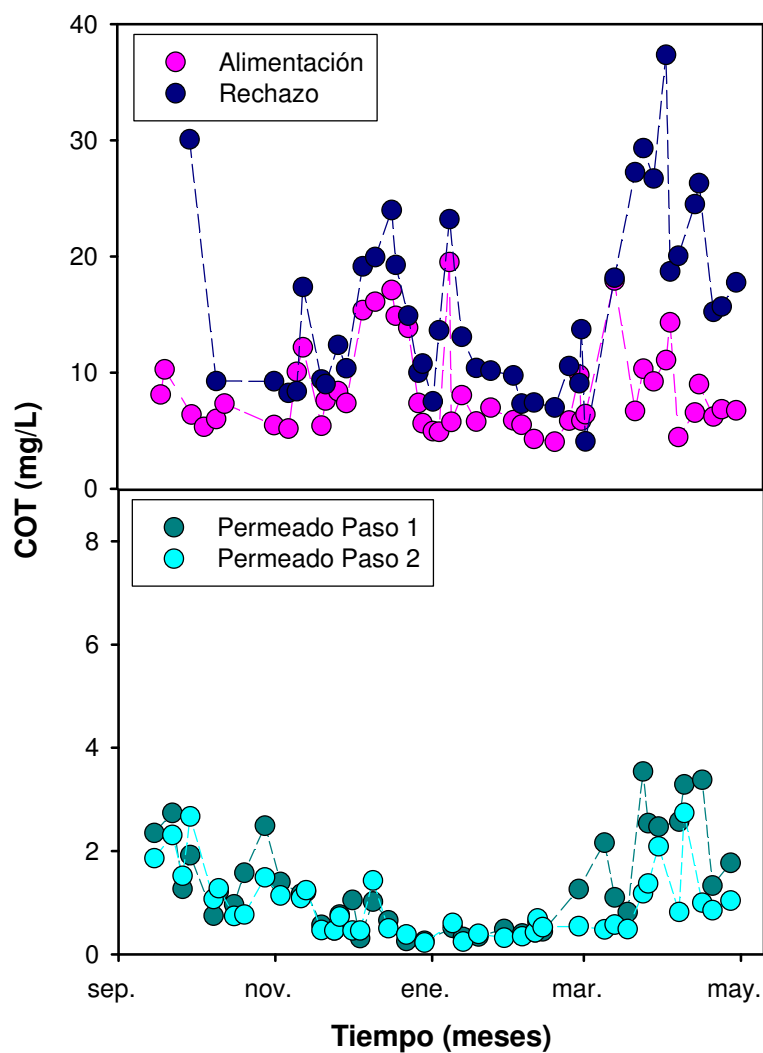 40
Alimentación
Rechazo
30
20
10
0
COT (mg/L)
Permeado Paso 1
Permeado Paso 2
8
6
4
2
0
sep. nov. ene. mar. may.
Tiempo (meses)